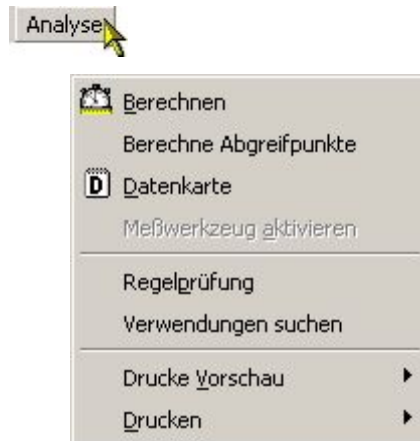 Analyse
Berechnen
Berechne Abgreifpunkte
D Datenkarte
Meßwerkzeug aktivieren
Regelprüfung
Verwendungen suchen
Drucke Vorschau
Drucken